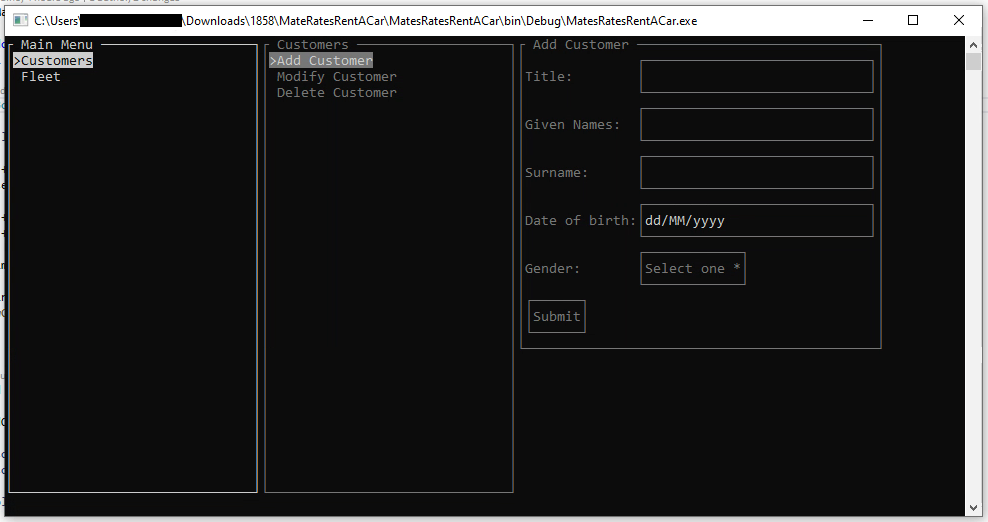 C:\Users\ \Downloads\1858\MateRatesRentACar\MatesRatesRentACar\bin\Debug\MatesRatesRentACar.exe
Main Menu
>Customers
Fleet
Customers
>Add Customer
Modify Customer
Delete Customer
Add Customer
Title:
Given Names:
Surname:
Date of birth: dd/MM/yyyy
Gender: Select one *
Submit